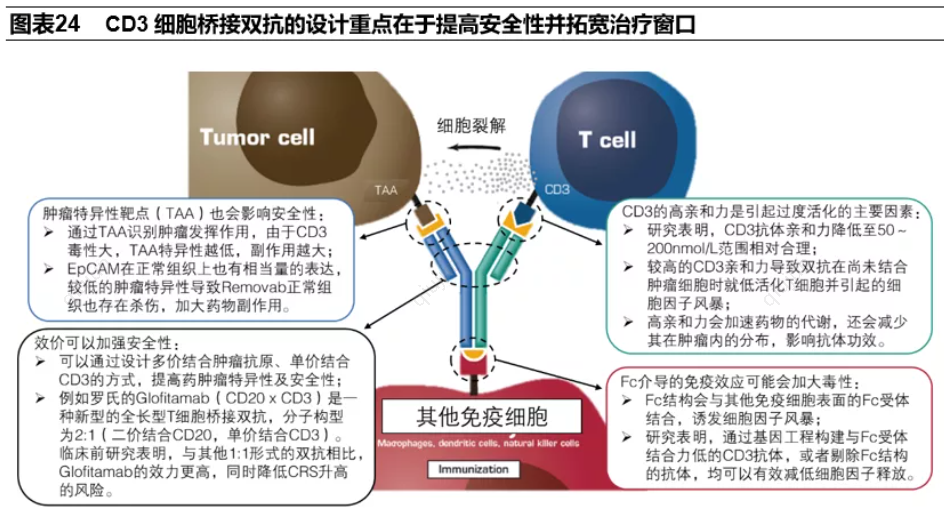 图表24 CD3 细胞桥接双抗的设计重点在于提高安全性并拓宽治疗窗口
Tumor cell
细胞裂解
T cell
TAA
CD3
肿瘤特异性靶点（TAA）也会影响安全性：
➢ 通过TAA识别肿瘤发挥作用，由于CD3
毒性大，TAA特异性越低，副作用越大；
➢ EpCAM在正常组织上也有相当量的表达，
较低的肿瘤特异性导致Removab正常组
织也存在杀伤，加大药物副作用。
CD3的高亲和力是引起过度活化的主要因素：
➢ 研究表明，CD3抗体亲和力降低至50～
200nmol/L范围相对合理；
➢ 较高的CD3亲和力导致双抗在尚未结合
肿瘤细胞时就低活化T细胞并引起的细
胞因子风暴；
➢ 高亲和力会加速药物的代谢，还会减少
其在肿瘤内的分布，影响抗体功效。
效价可以加强安全性：
➢ 可以通过设计多价结合肿瘤抗原、单价结合
CD3的方式，提高药肿瘤特异性及安全性；
➢ 例如罗氏的Glofitamab（CD20 x CD3）是一
种新型的全长型T细胞桥接双抗，分子构型
为2:1（二价结合CD20，单价结合CD3）。
临床前研究表明，与其他1:1形式的双抗相比，
Glofitamab的效力更高，同时降低CRS升高
的风险。
Fc介导的免疫效应可能会加大毒性：
➢ Fc结构会与其他免疫细胞表面的Fc受体
结合，诱发细胞因子风暴；
➢ 研究表明，通过基因工程构建与Fc受体
结合力低的CD3抗体，或者剔除Fc结构
的抗体，均可以有效减低细胞因子释放。
其他免疫细胞
Macrophages, dendritic cells, natural killer cells
Immunization